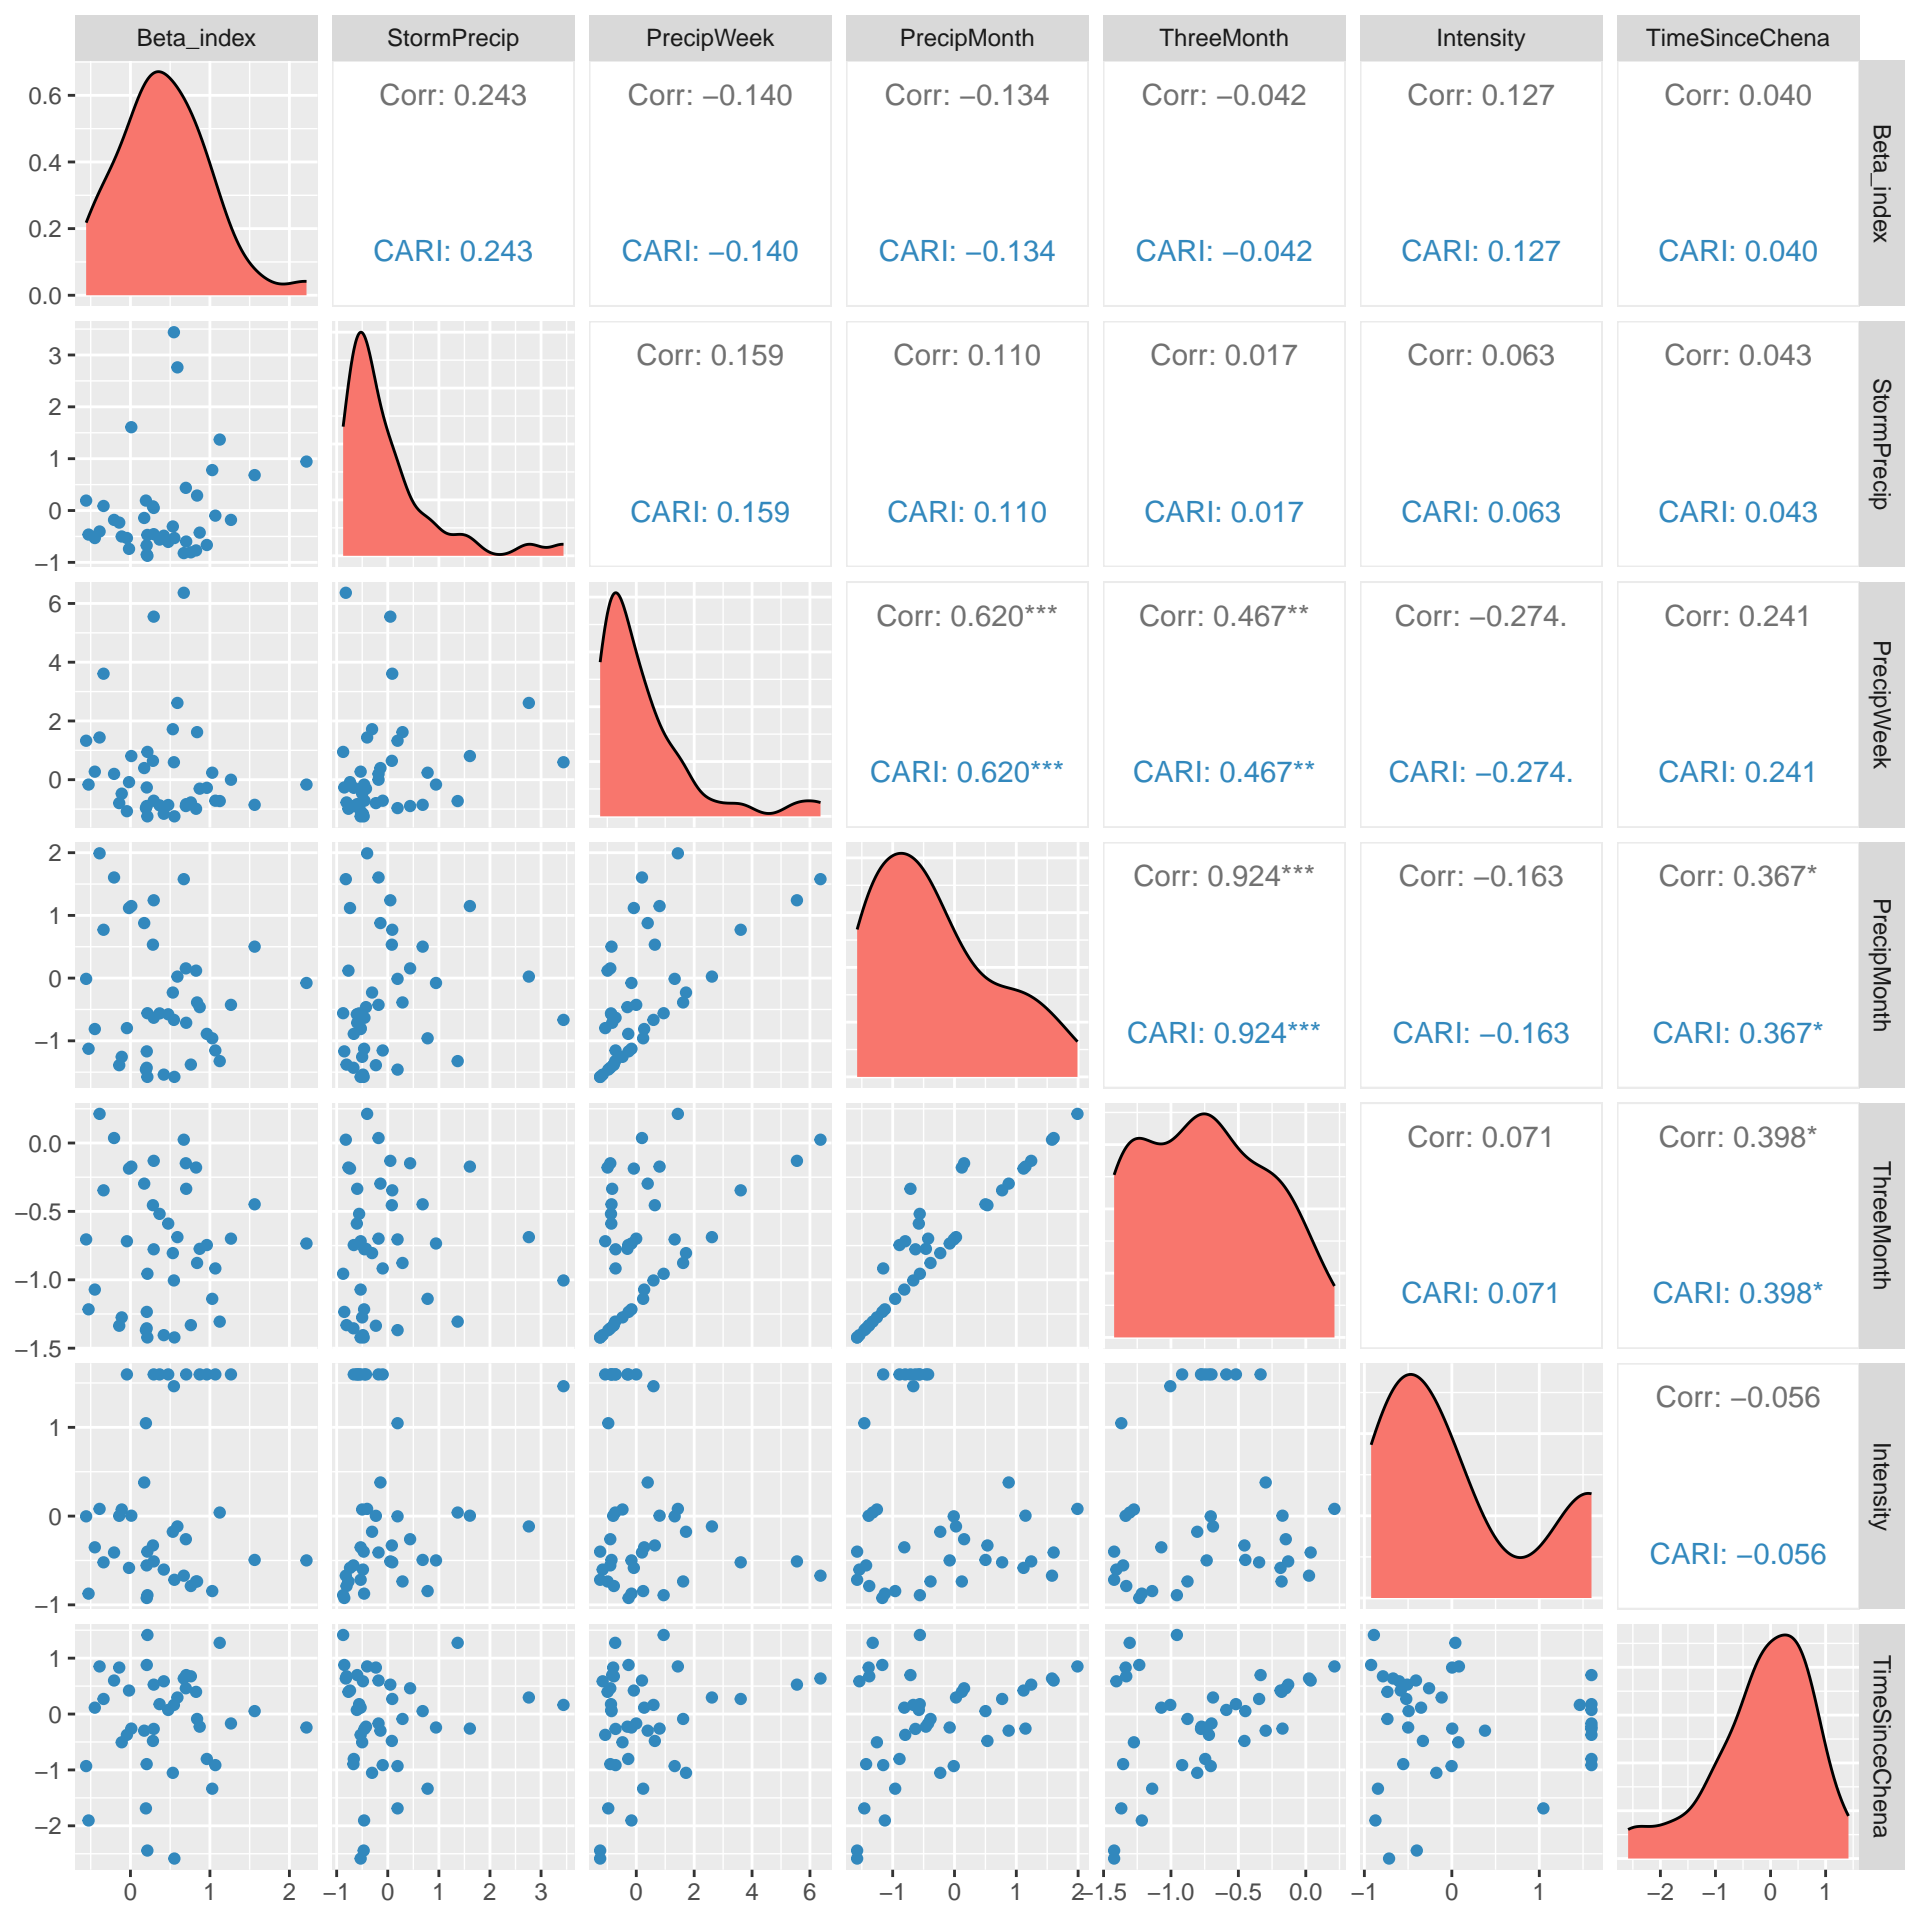 Beta_index StormPrecip PrecipWeek PrecipMonth ThreeMonth Intensity TimeSinceChena
0.6
0.4
0.2
0.0
Corr: 0.243 Corr: −0.140 Corr: −0.134 Corr: −0.042 Corr: 0.127 Corr: 0.040
CARI: 0.243 CARI: −0.140 CARI: −0.134 CARI: −0.042 CARI: 0.127 CARI: 0.040
Beta_index
3
2
1
0
−1
Corr: 0.159 Corr: 0.110 Corr: 0.017 Corr: 0.063 Corr: 0.043
CARI: 0.159 CARI: 0.110 CARI: 0.017 CARI: 0.063 CARI: 0.043
StormPrecip
6
4
2
0
Corr: 0.620*** Corr: 0.467** Corr: −0.274. Corr: 0.241
CARI: 0.620*** CARI: 0.467** CARI: −0.274. CARI: 0.241
PrecipWeek
2
1
0
−1
Corr: 0.924*** Corr: −0.163 Corr: 0.367*
CARI: 0.924*** CARI: −0.163 CARI: 0.367*
PrecipMonth
0.0
−0.5
−1.0
−1.5
Corr: 0.071 Corr: 0.398*
CARI: 0.071 CARI: 0.398*
ThreeMonth
1
0
−1
Corr: −0.056
CARI: −0.056
Intensity
1
0
−1
−2
TimeSinceChena
0 1 2 −1 0 1 2 3 0 2 4 6 −1 0 1 2 −1.5 −1.0 −0.5 0.0 −1 0 1 −2 −1 0 1